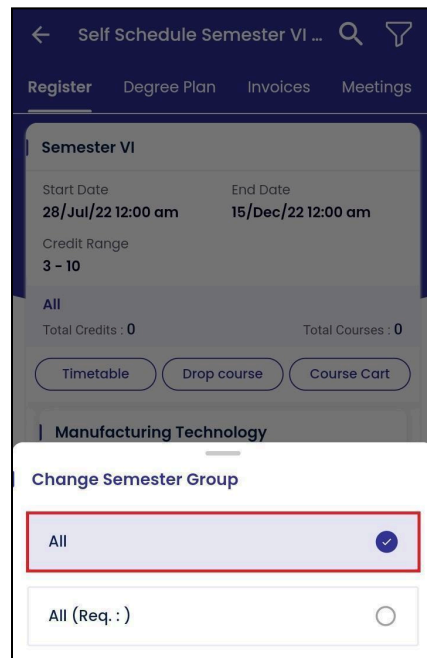 Self Schedule Semester VI ...
Register Degree Plan Invoices Meetings
Semester VI
Start Date End Date
28/Jul/22 12:00 am 15/Dec/22 12:00 am
Credit Range
3 - 10
All
Total Credits : 0 Total Courses : 0
Timetable Drop course Course Cart
Manufacturing Technology
Change Semester Group
All
All (Req. : )